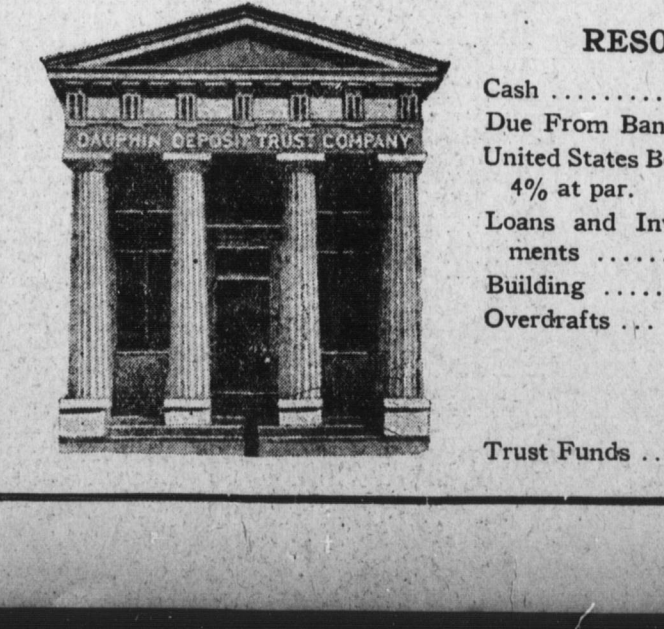 DAUPHIN DEPOSIT TRUST COMPANY
RESO
Cash ..........
Due From Ban
United States B
4% at par.
Loans and Inv
ments ......
Building .....
Overdrafts ...
Trust Funds ..